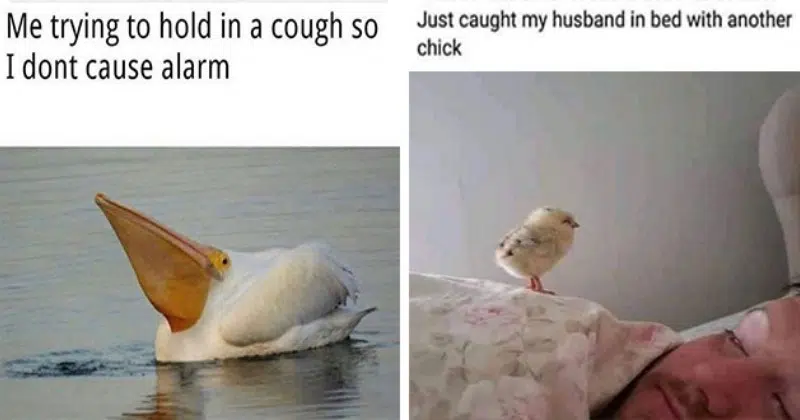 Me trying to hold in a cough so
I dont cause alarm
Just caught my husband in bed with another
chick